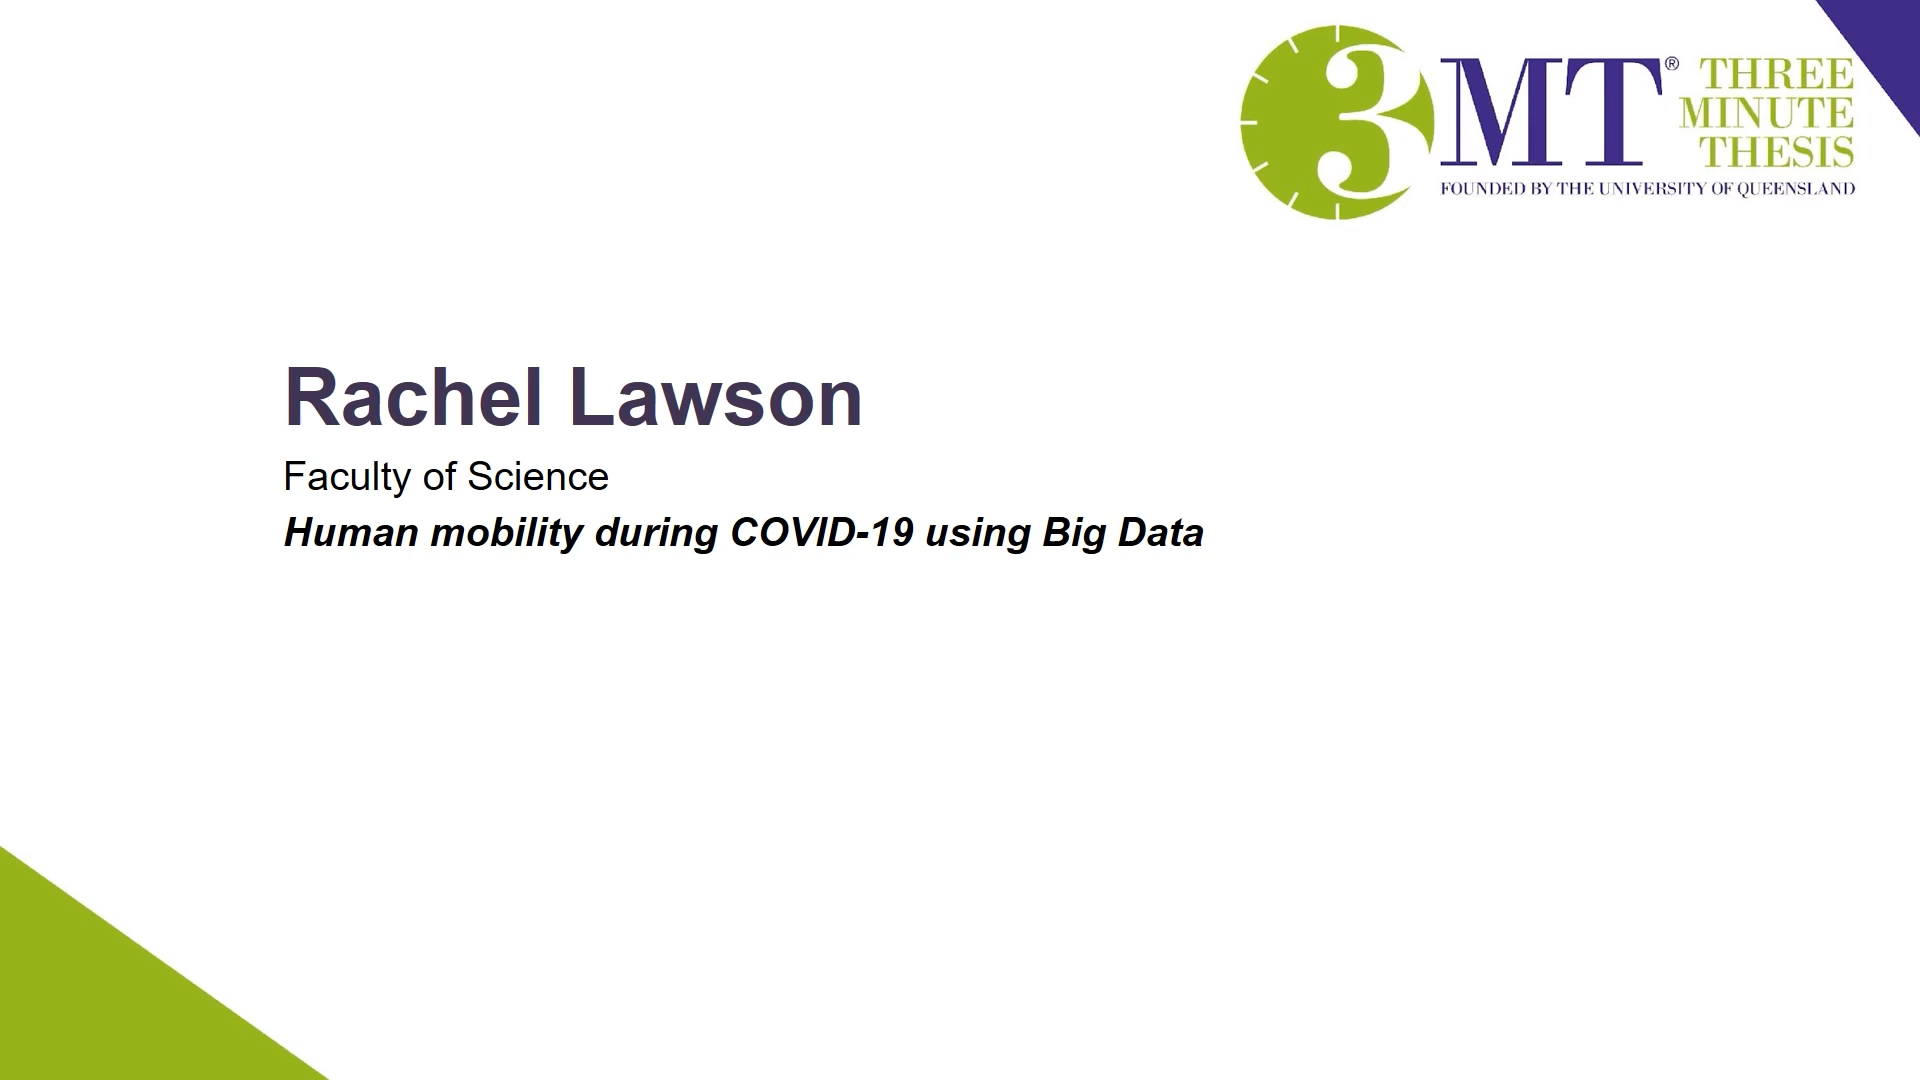 3MT® THREE
MINUTE
THESIS
FOUNDED BY THE UNIVERSITY OF QUEENSLAND
Rachel Lawson
Faculty of Science
Human mobility during COVID-19 using Big Data